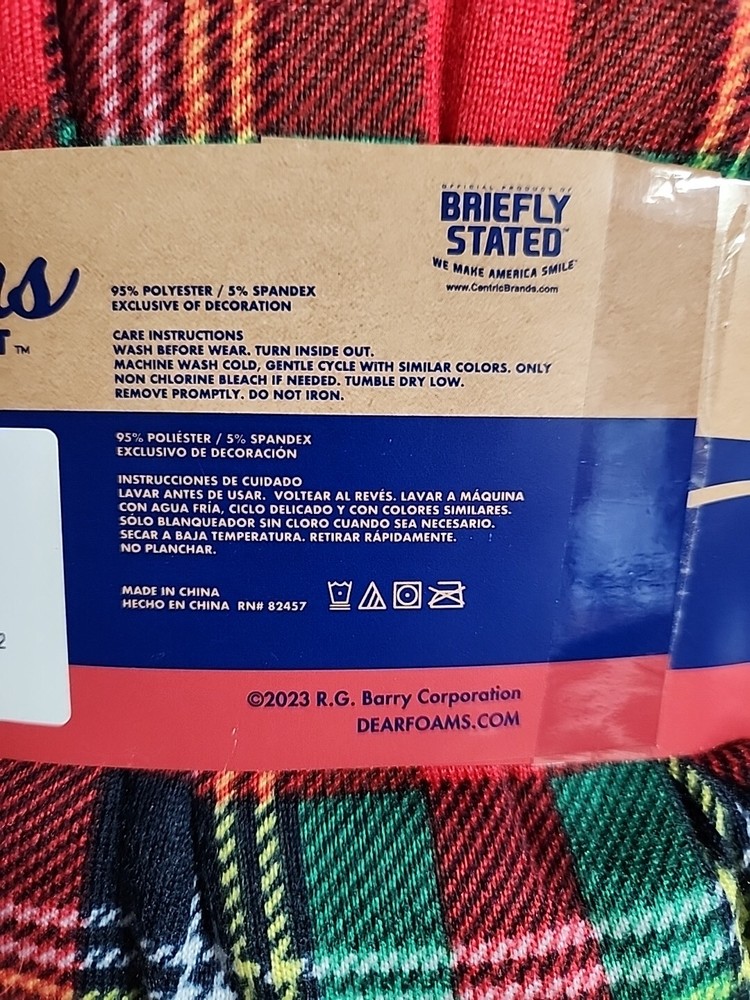 OFFICIAL PRODUCT OF
BRIEFLY
STATED™
WE MAKE AMERICA SMILE™
www.CentricBrands.com
95% POLYESTER / 5% SPANDEX
EXCLUSIVE OF DECORATION
CARE INSTRUCTIONS
WASH BEFORE WEAR. TURN INSIDE OUT.
MACHINE WASH COLD, GENTLE CYCLE WITH SIMILAR COLORS. ONLY
NON CHLORINE BLEACH IF NEEDED. TUMBLE DRY LOW.
REMOVE PROMPTLY. DO NOT IRON.
95% POLIÉSTER / 5% SPANDEX
EXCLUSIVO DE DECORACIÓN
INSTRUCCIONES DE CUIDADO
LAVAR ANTES DE USAR. VOLTEAR AL REVÉS. LAVAR A MÁQUINA
CON AGUA FRÍA, CICLO DELICADO Y CON COLORES SIMILARES.
SÓLO BLANQUEADOR SIN CLORO CUANDO SEA NECESARIO.
SECAR A BAJA TEMPERATURA. RETIRAR RÁPIDAMENTE.
NO PLANCHAR.
MADE IN CHINA
HECHO EN CHINA RN# 82457
©2023 R.G. Barry Corporation
DEARFOAMS.COM